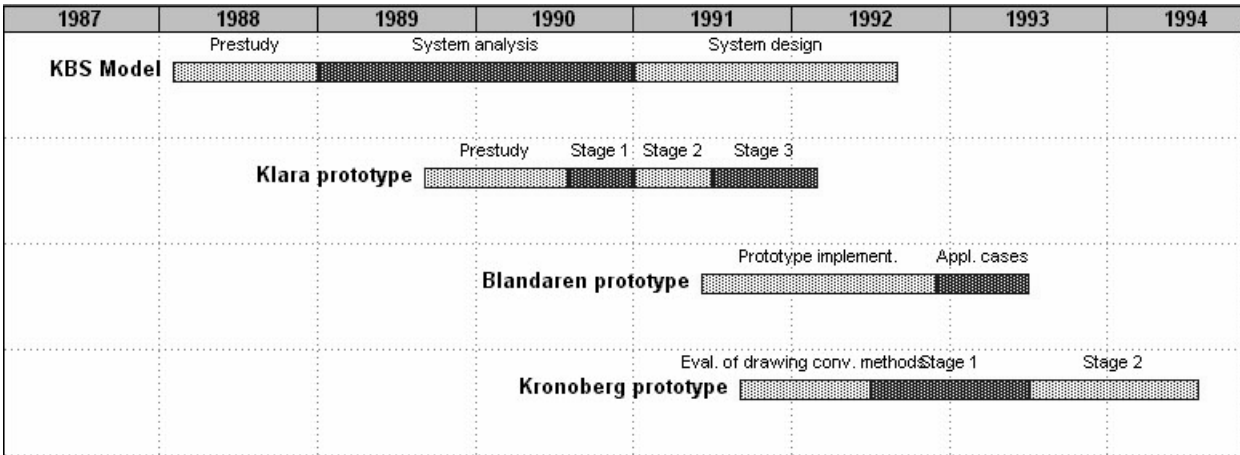 1987 1988 1989 1990 1991 1992 1993 1994
Prestudy System analysis System design
KBS Model
Prestudy Stage 1 Stage 2 Stage 3
Klara prototype
Prototype implement. Appl. cases
Blandaren prototype
Eval. of drawing conv. methods Stage 1 Stage 2
Kronoberg prototype